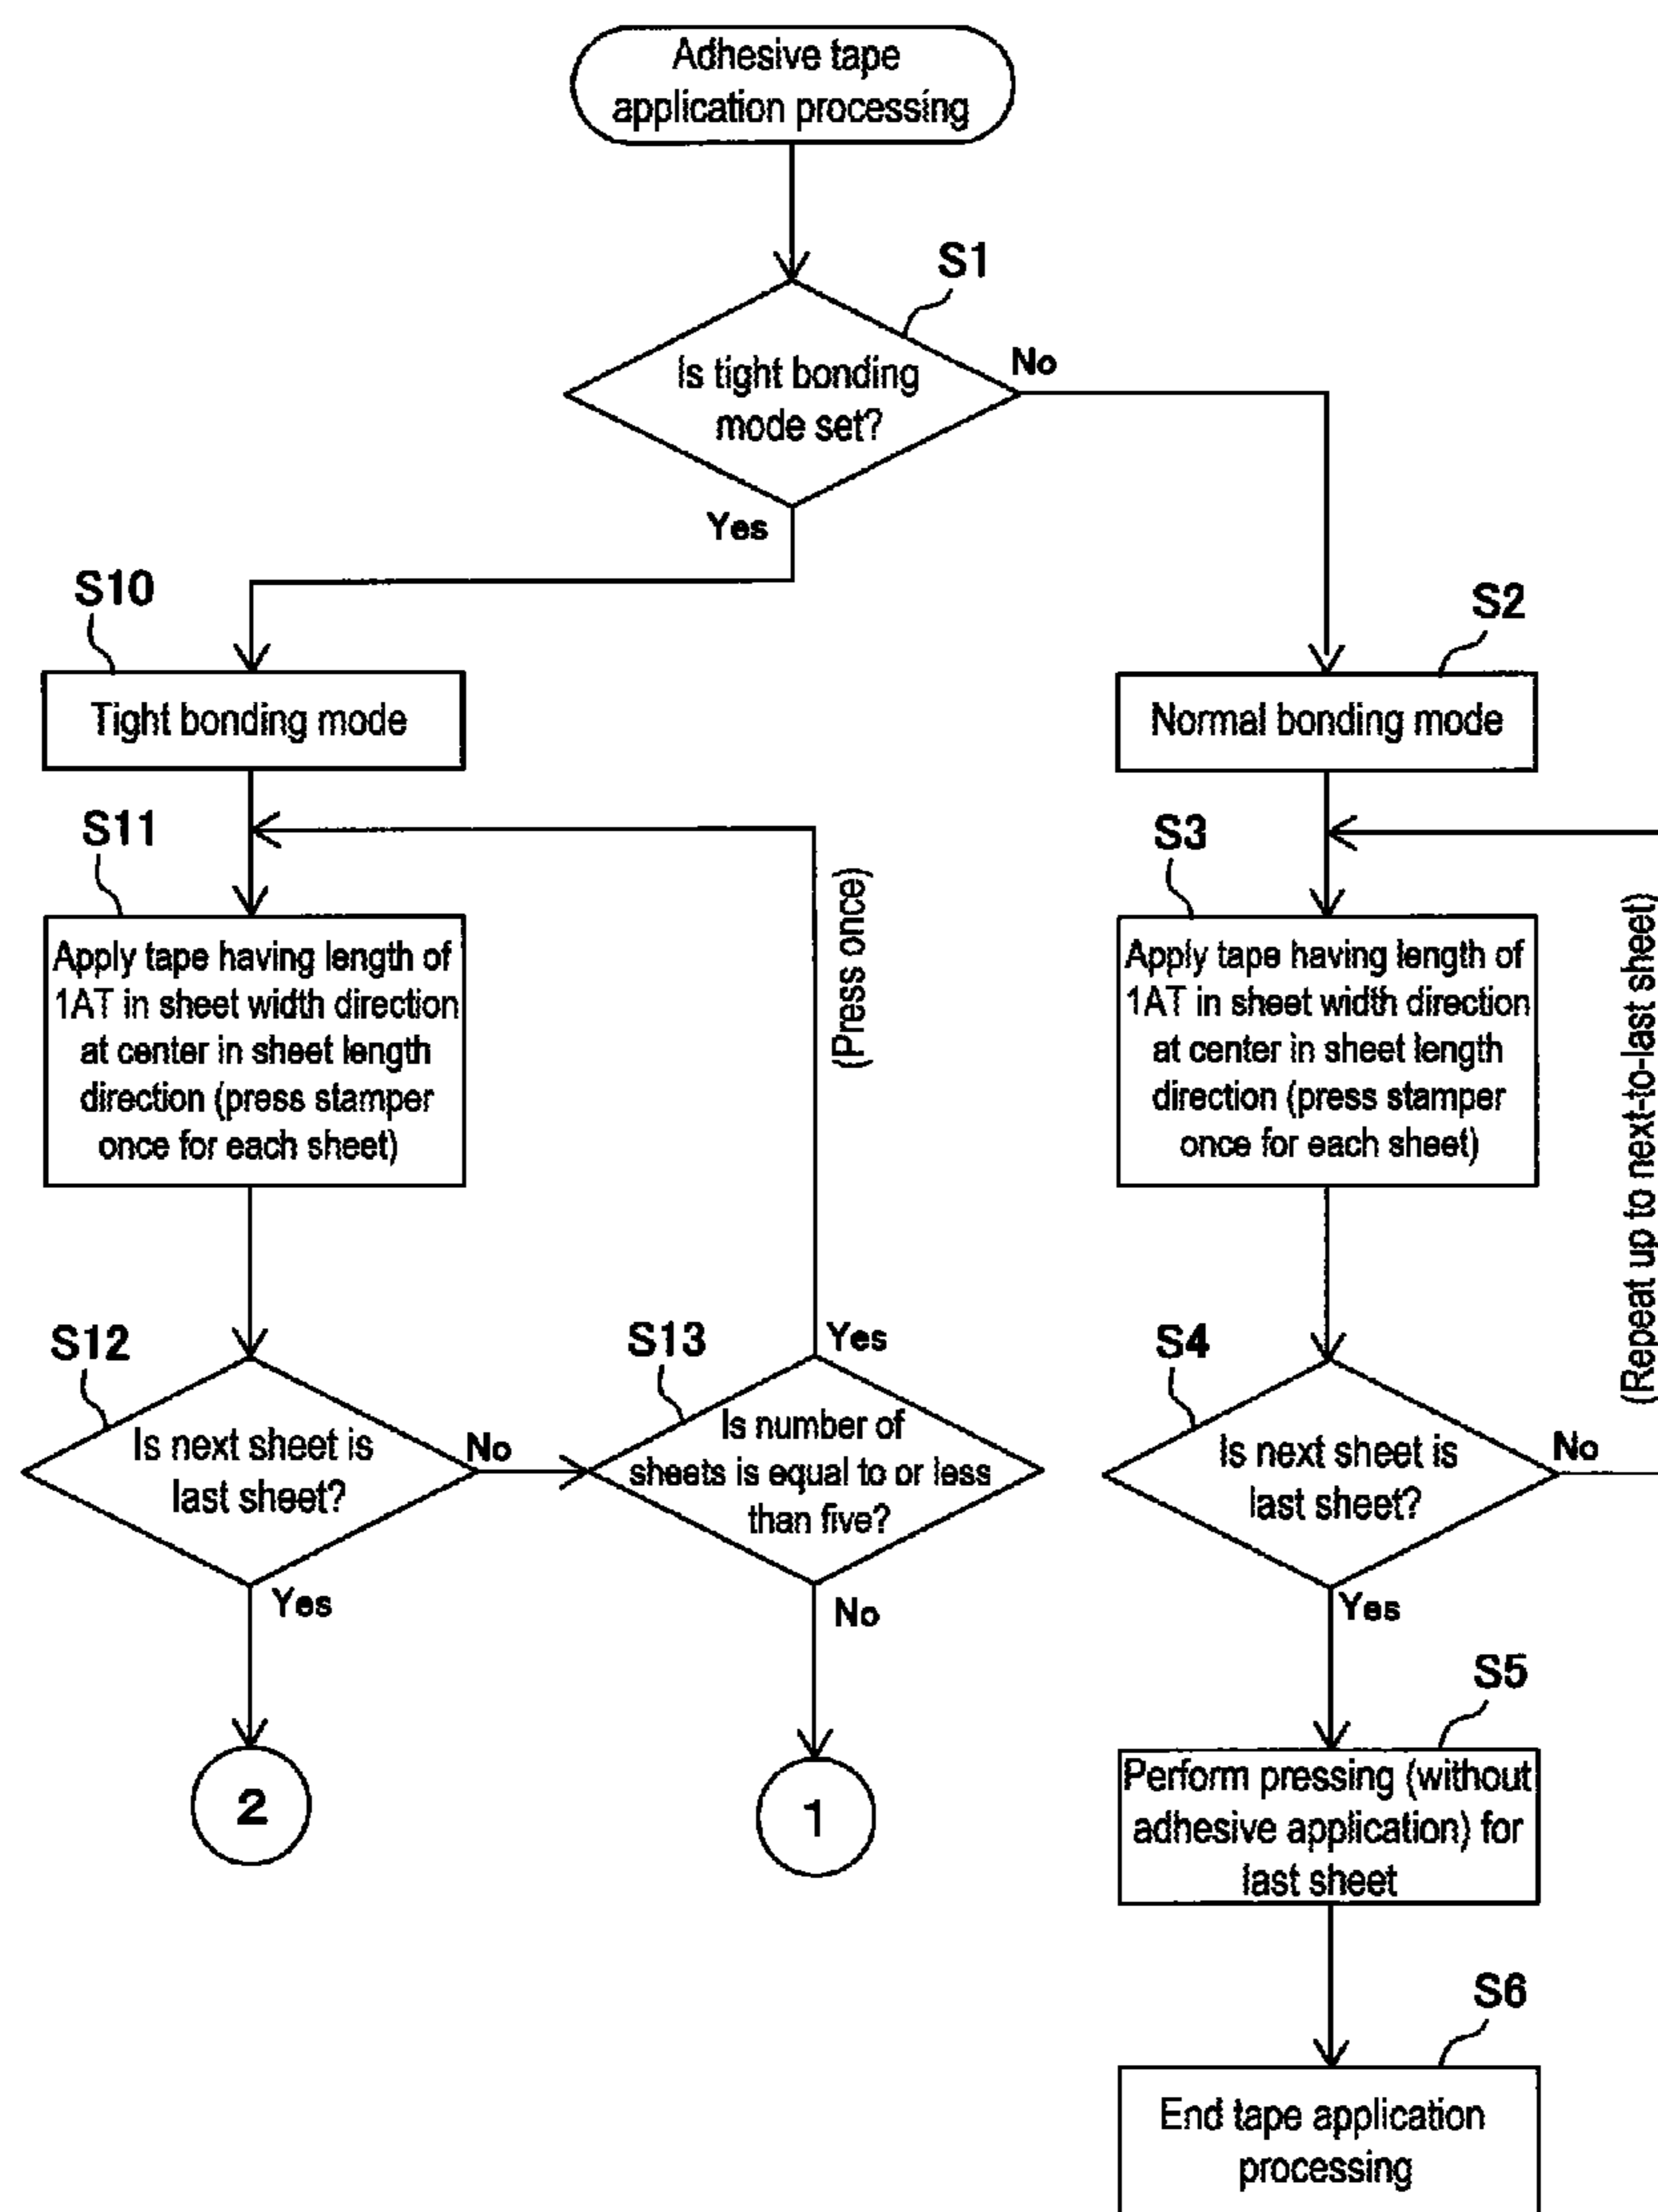 Adhesive tape
application processing
S1
Is tight bonding
mode set?
No
Yes
S10
Tight bonding mode
S11
Apply tape having length of
1AT in sheet width direction
at center in sheet length
direction (press stamper
once for each sheet)
(Press once)
S12
Is next sheet is
last sheet?
No
Yes
2
S13
Is number of
sheets is equal to or less
than five?
Yes
No
1
S2
Normal bonding mode
S3
Apply tape having length of
1AT in sheet width direction
at center in sheet length
direction (press stamper
once for each sheet)
(Repeat up to next-to-last sheet)
S4
Is next sheet is
last sheet?
No
Yes
S5
Perform pressing (without
adhesive application) for
last sheet
S6
End tape application
processing